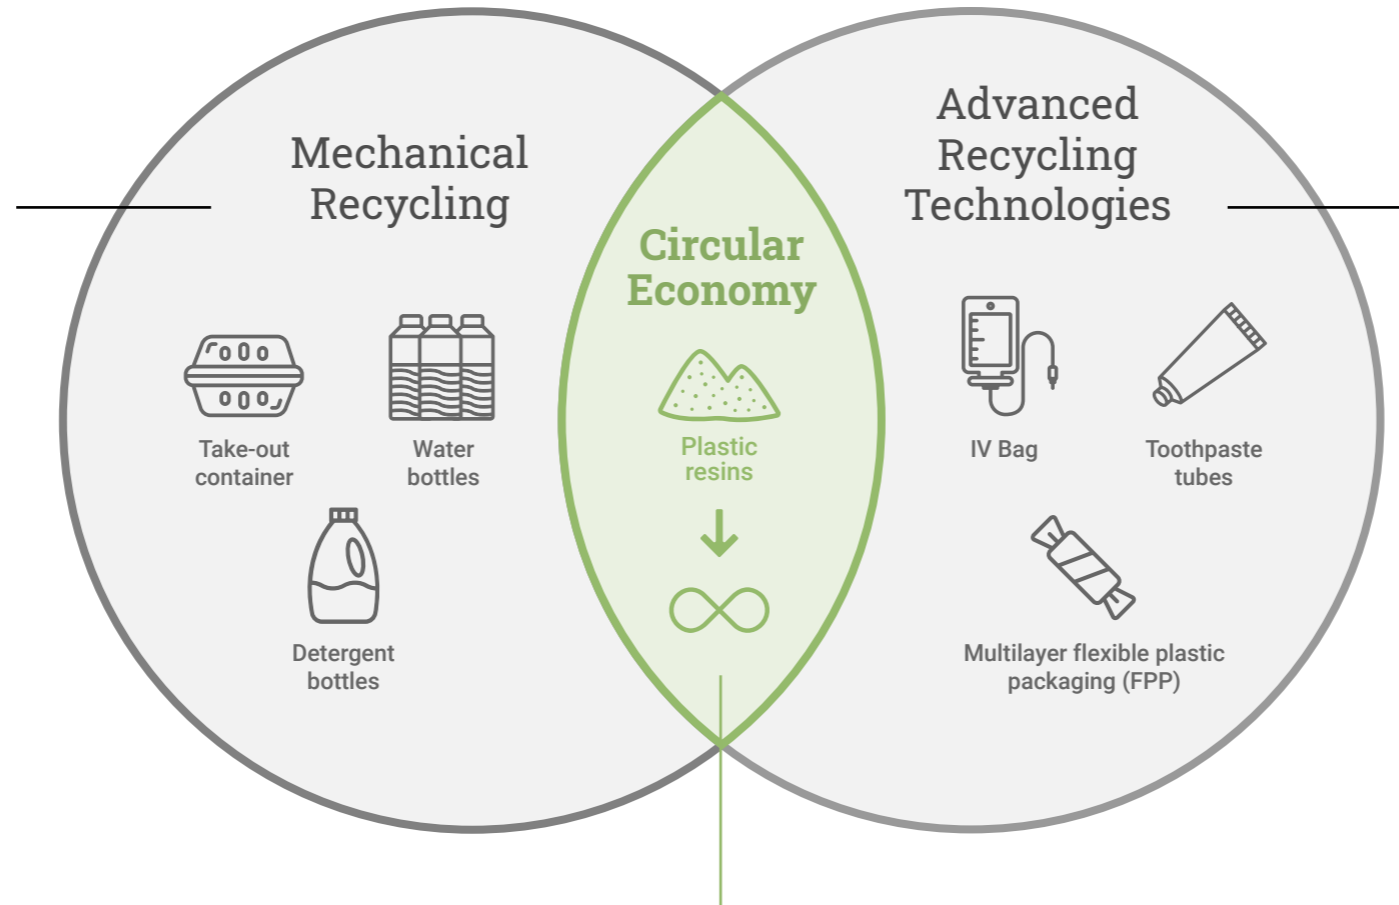 Mechanical
Recycling
Take-out
container
Water
bottles
Detergent
bottles
Circular
Economy
Plastic
resins
Advanced
Recycling
Technologies
IV Bag
Toothpaste
tubes
Multilayer flexible plastic
packaging (FPP)